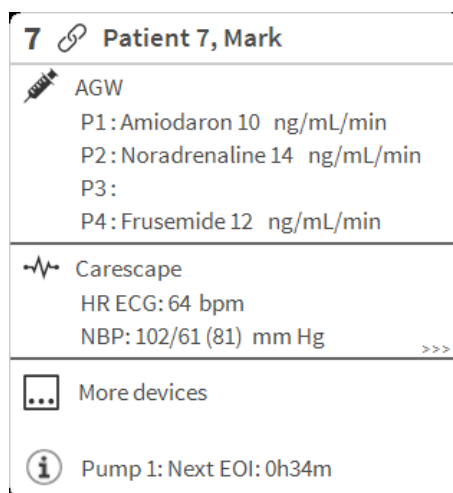 7 Patient 7, Mark
AGW
P1: Amiodaron 10 ng/mL/min
P2: Noradrenaline 14 ng/mL/min
P3:
P4: Frusemide 12 ng/mL/min
Carescape
HR ECG: 64 bpm
NBP: 102/61 (81) mm Hg
>>>
More devices
Pump 1: Next EOI: 0h34m